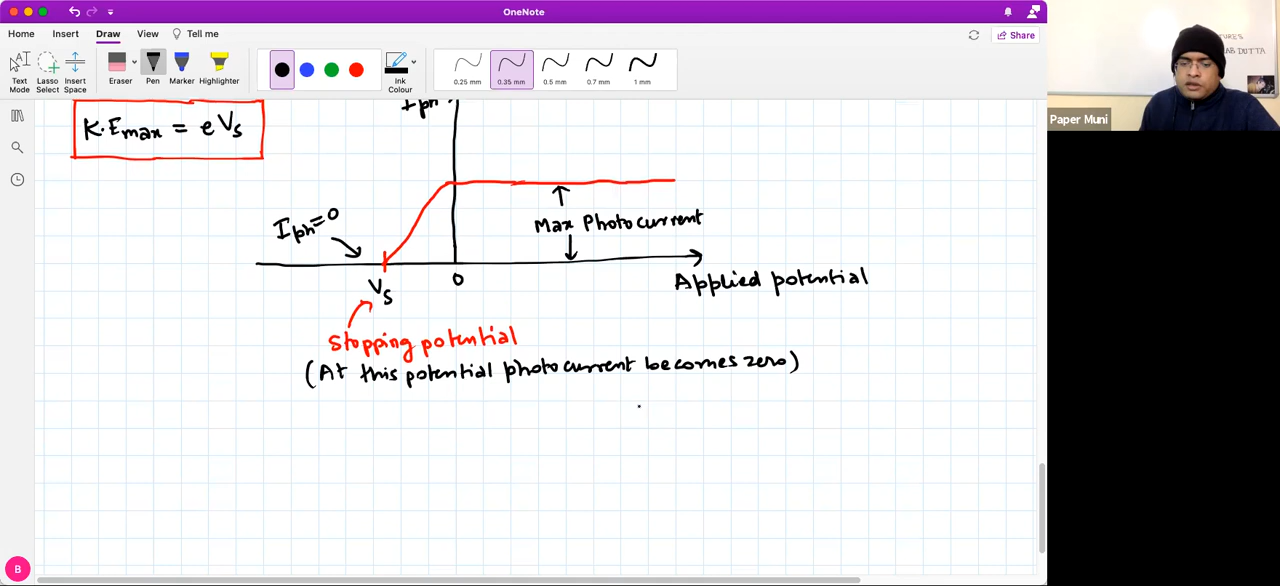 OneNote
Home Insert Draw View Tell me
Share
Text Mode
Lasso Select
Insert Space
Eraser
Pen
Marker
Highlighter
Ink Colour
0.25 mm
0.35 mm
0.5 mm
0.7 mm
1 mm
Paper Muni
DUTTA
K.Emax = eVs
Iph
Iph=0
Max Photocurrent
Vs
0
Applied potential
Stopping potential
(At this potential photocurrent becomes zero)
B